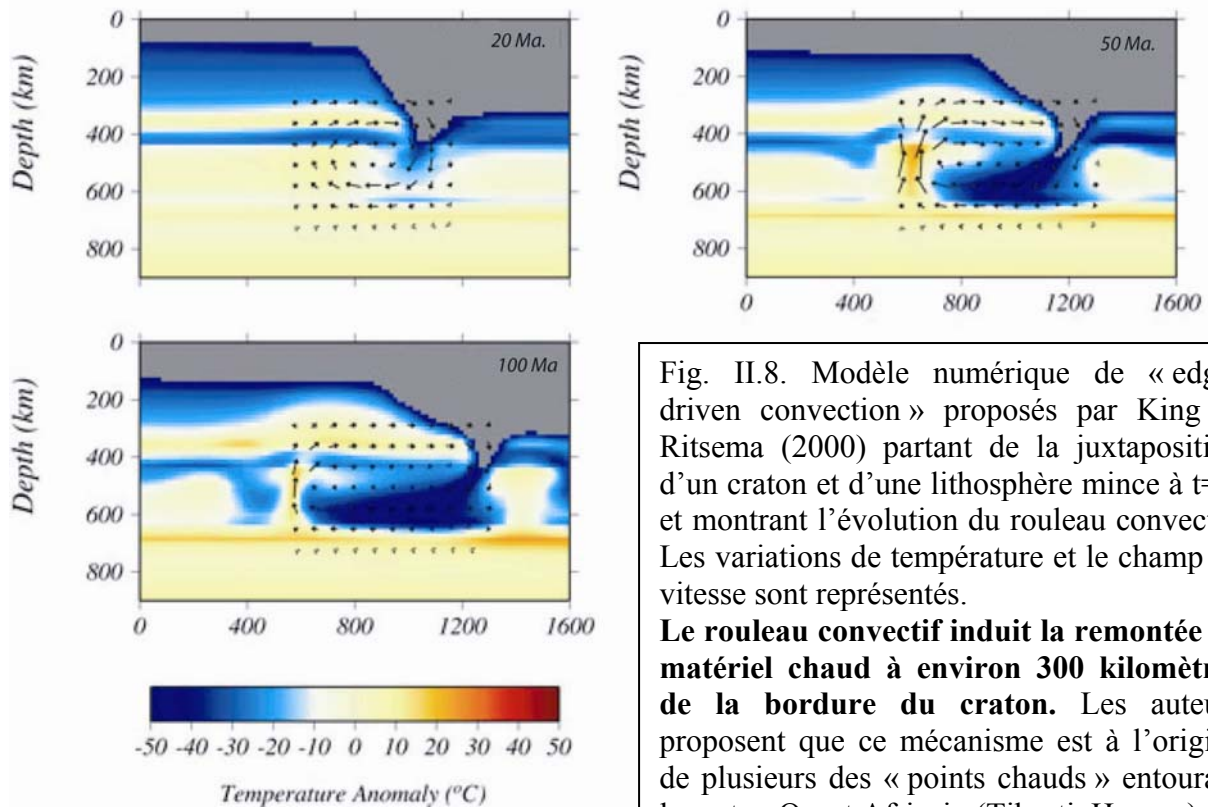 0
200
400
600
800
Depth (km)
20 Ma.
0
200
400
600
800
Depth (km)
50 Ma.
0 400 800 1200 1600
0
200
400
600
800
Depth (km)
100 Ma
0 400 800 1200 1600
-50 -40 -30 -20 -10 0 10 20 30 40 50
Temperature Anomaly (ºC)
Fig. II.8. Modèle numérique de « edg
driven convection » proposés par King
Ritsema (2000) partant de la juxtapositi
d’un craton et d’une lithosphère mince à t=
et montrant l’évolution du rouleau convect
Les variations de température et le champ
vitesse sont représentés.
Le rouleau convectif induit la remontée
matériel chaud à environ 300 kilomètr
de la bordure du craton. Les auteu
proposent que ce mécanisme est à l’origi
de plusieurs des « points chauds » entoura